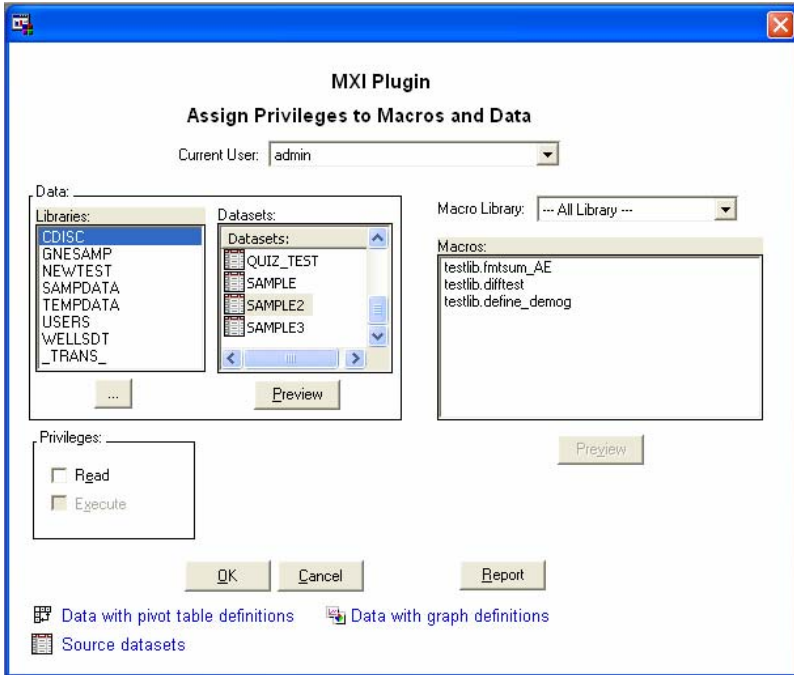 MXI Plugin
Assign Privileges to Macros and Data
Current User: admin
Data:
Libraries:
CDISC
GNESAMP
NEWTEST
SAMPDATA
TEMPDATA
USERS
WELLSDT
_TRANS_
...
Datasets:
Datasets:
QUIZ_TEST
SAMPLE
SAMPLE2
SAMPLE3
Preview
Macro Library: --- All Library ---
Macros:
testlib.fmtsum_AE
testlib.difftest
testlib.define_demog
Preview
Privileges:
Read
Execute
OK Cancel Report
Data with pivot table definitions Data with graph definitions
Source datasets